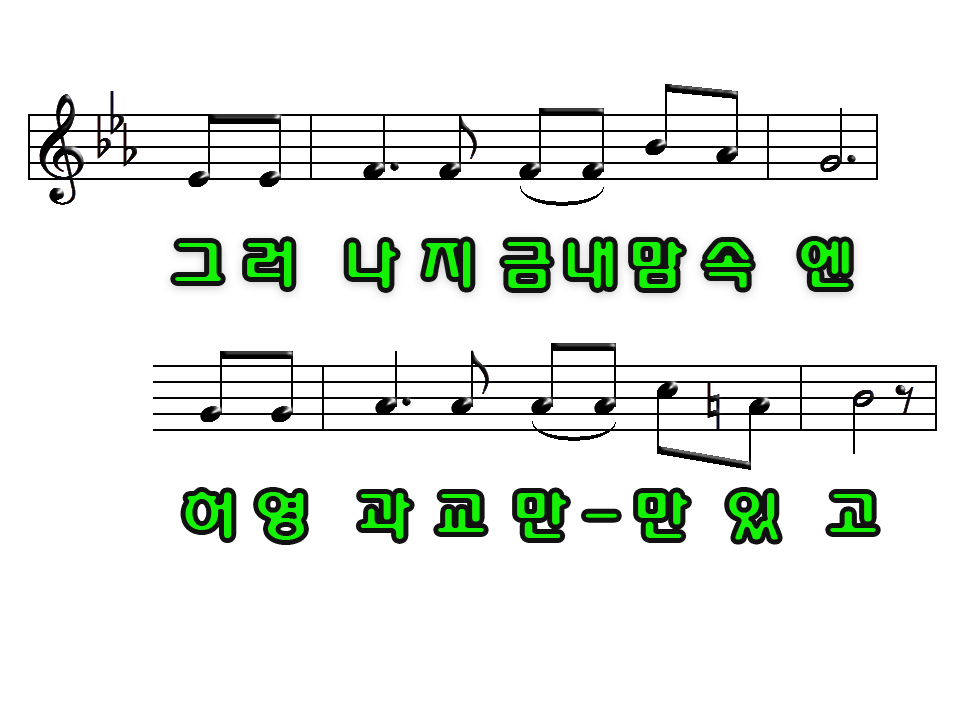 그러 나 지 금내맘 속 엔
허 영 과 교 만-만 있 고